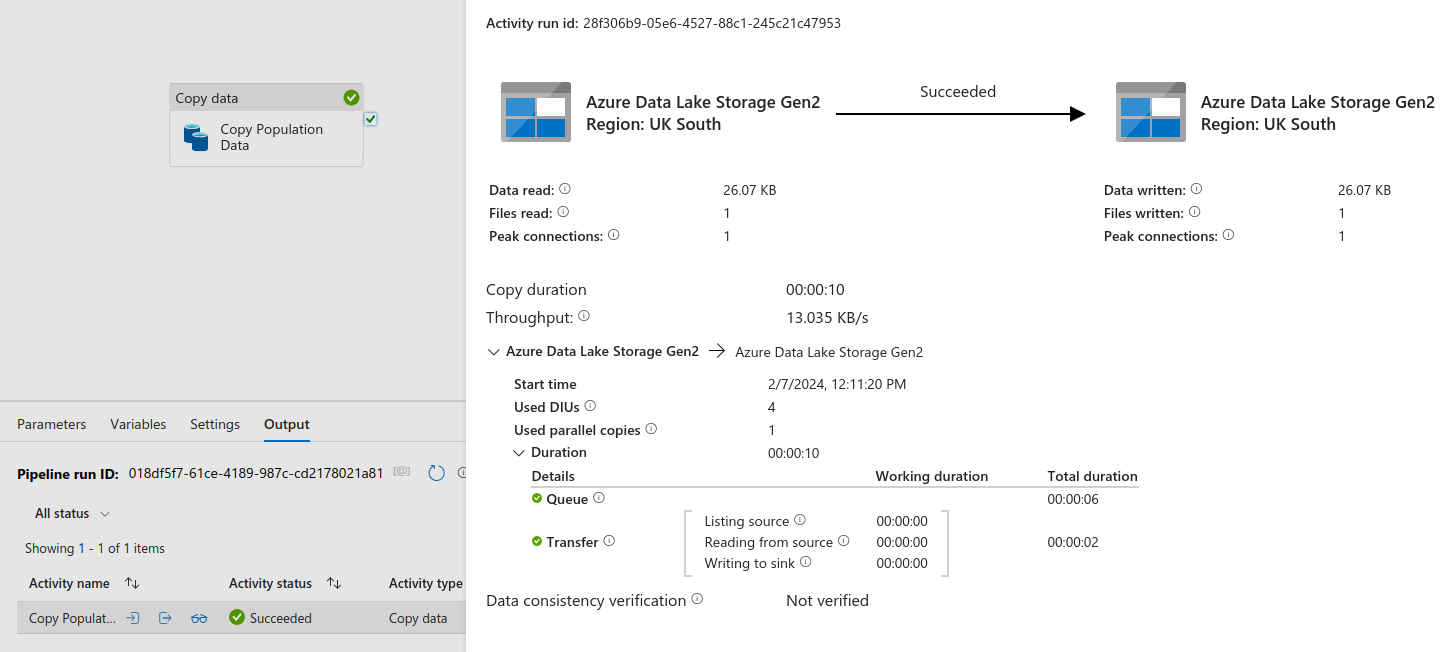 Copy data
Copy Population
Data
Parameters Variables Settings Output
Pipeline run ID: 018df5f7-61ce-4189-987c-cd2178021a81
All status
Showing 1 - 1 of 1 items
Activity name Activity status Activity type
Copy Populat... Succeeded Copy data
Activity run id: 28f306b9-05e6-4527-88c1-245c21c47953
Azure Data Lake Storage Gen2
Region: UK South
Succeeded
Azure Data Lake Storage Gen2
Region: UK South
Data read: 26.07 KB
Files read: 1
Peak connections: 1
Data written: 26.07 KB
Files written: 1
Peak connections: 1
Copy duration 00:00:10
Throughput: 13.035 KB/s
Azure Data Lake Storage Gen2 Azure Data Lake Storage Gen2
Start time 2/7/2024, 12:11:20 PM
Used DIUs 4
Used parallel copies 1
Duration 00:00:10
Details Working duration Total duration
Queue 00:00:06
Listing source 00:00:00
Transfer Reading from source 00:00:00 00:00:02
Writing to sink 00:00:00
Data consistency verification Not verified